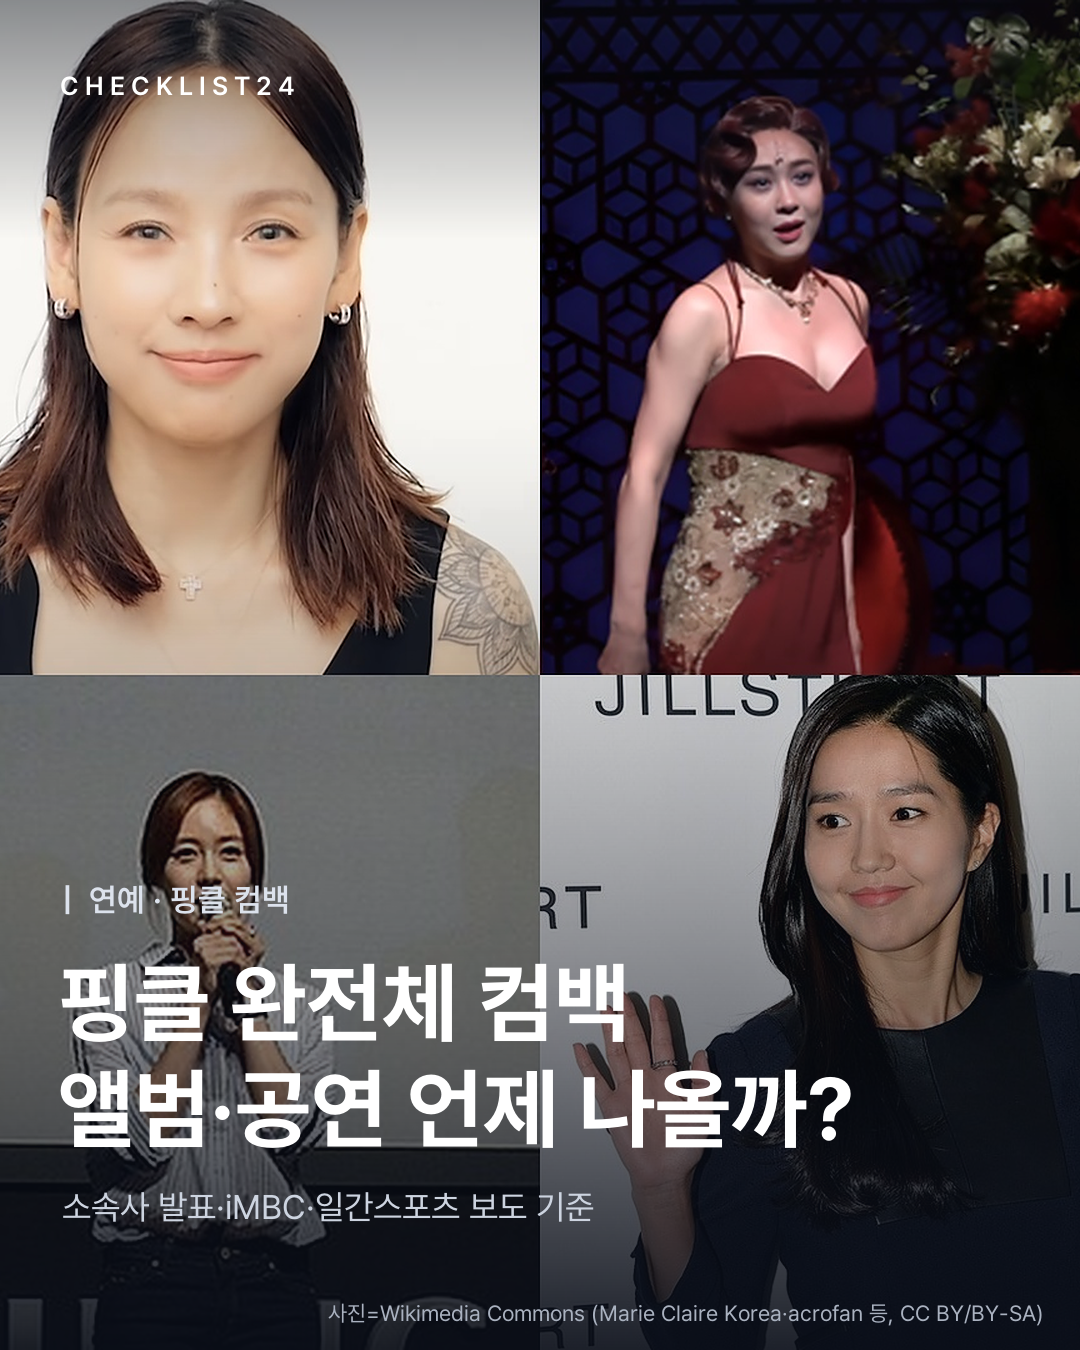 CHECKLIST24
JILLST T
RT
| 연예 · 핑클 컴백
핑클 완전체 컴백
앨범·공연 언제 나올까?
소속사 발표·iMBC·일간스포츠 보도 기준
사진=Wikimedia Commons (Marie Claire Korea·acrofan 등, CC BY/BY-SA)